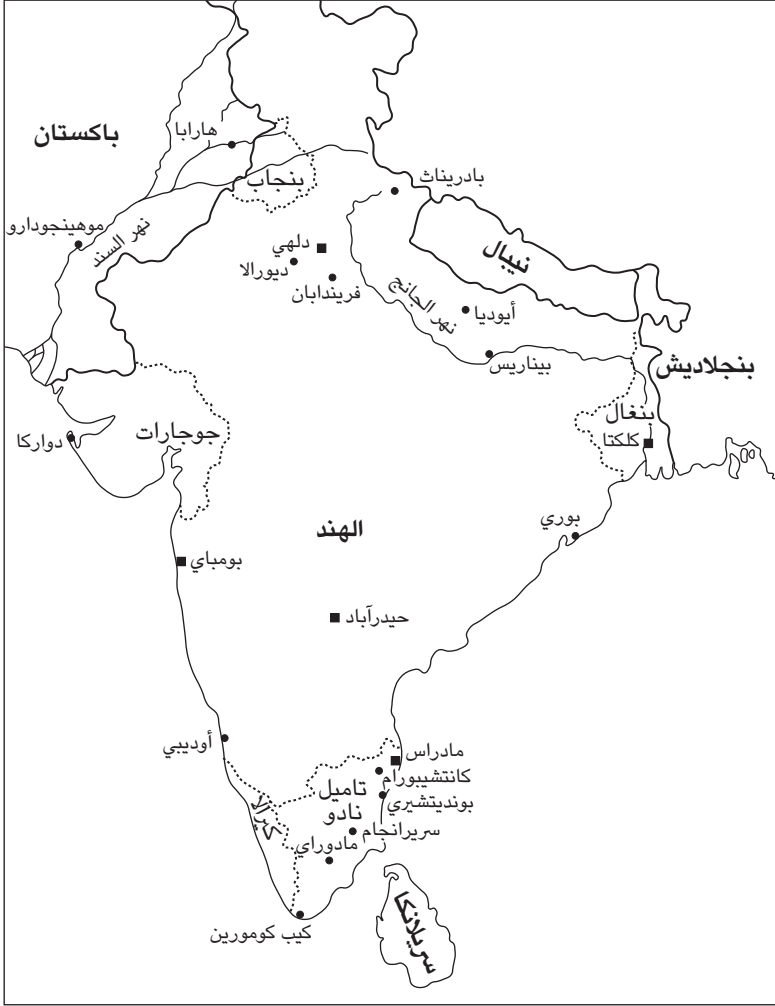 هارابا
باكستان
بنجاب
بادريناث
موهينجودارو
نهر السند
دلهي
ديورالا
فريندابان
نيبال
نهر الجانج
أيوديا
بيناريس
بنجلاديش
بنغال
كلكتا
جوجارات
دواركا
بوري
الهند
بومباي
حيدرآباد
أوديبي
مادراس
كانتشيبورام
تاميل
نادو
بونديتشيري
كيرالا
سريرانجام
مادوراي
كيب كومورين
سريلانكا